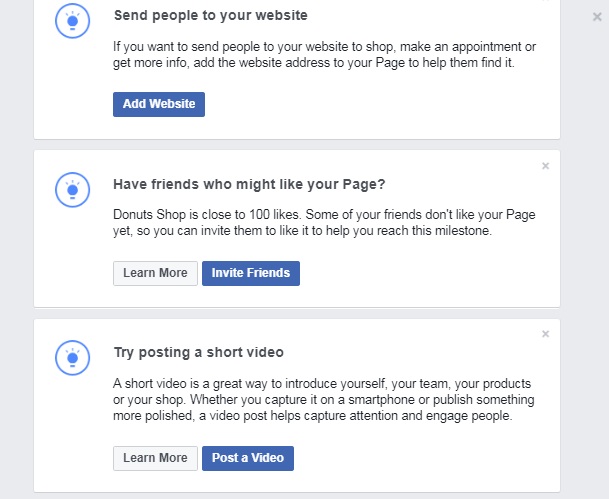 Send people to your website
If you want to send people to your website to shop, make an appointment or
get more info, add the website address to your Page to help them find it.
Add Website
Have friends who might like your Page?
Donuts Shop is close to 100 likes. Some of your friends don't like your Page
yet, so you can invite them to like it to help you reach this milestone.
Learn More Invite Friends
Try posting a short video
A short video is a great way to introduce yourself, your team, your products
or your shop. Whether you capture it on a smartphone or publish something
more polished, a video post helps capture attention and engage people.
Learn More Post a Video